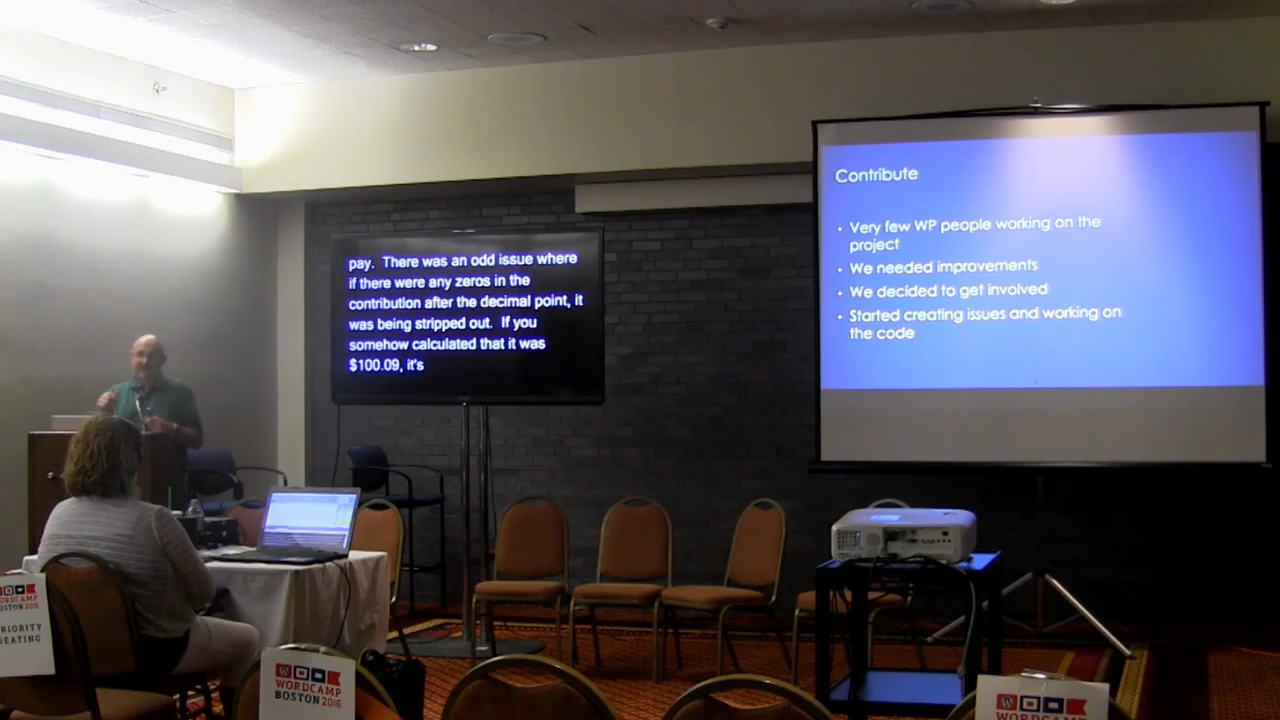 pay. There was an odd issue where
if there were any zeros in the
contribution after the decimal point, it
was being stripped out. If you
somehow calculated that it was
$100.09, it's
Contribute
• Very few WP people working on the
project
• We needed improvements
• We decided to get involved
• Started creating issues and working on
the code
WORDCAMP
BOSTON 2016
RIORITY
SEATING
WORDCAMP
BOSTON 2016
WORDCAMP